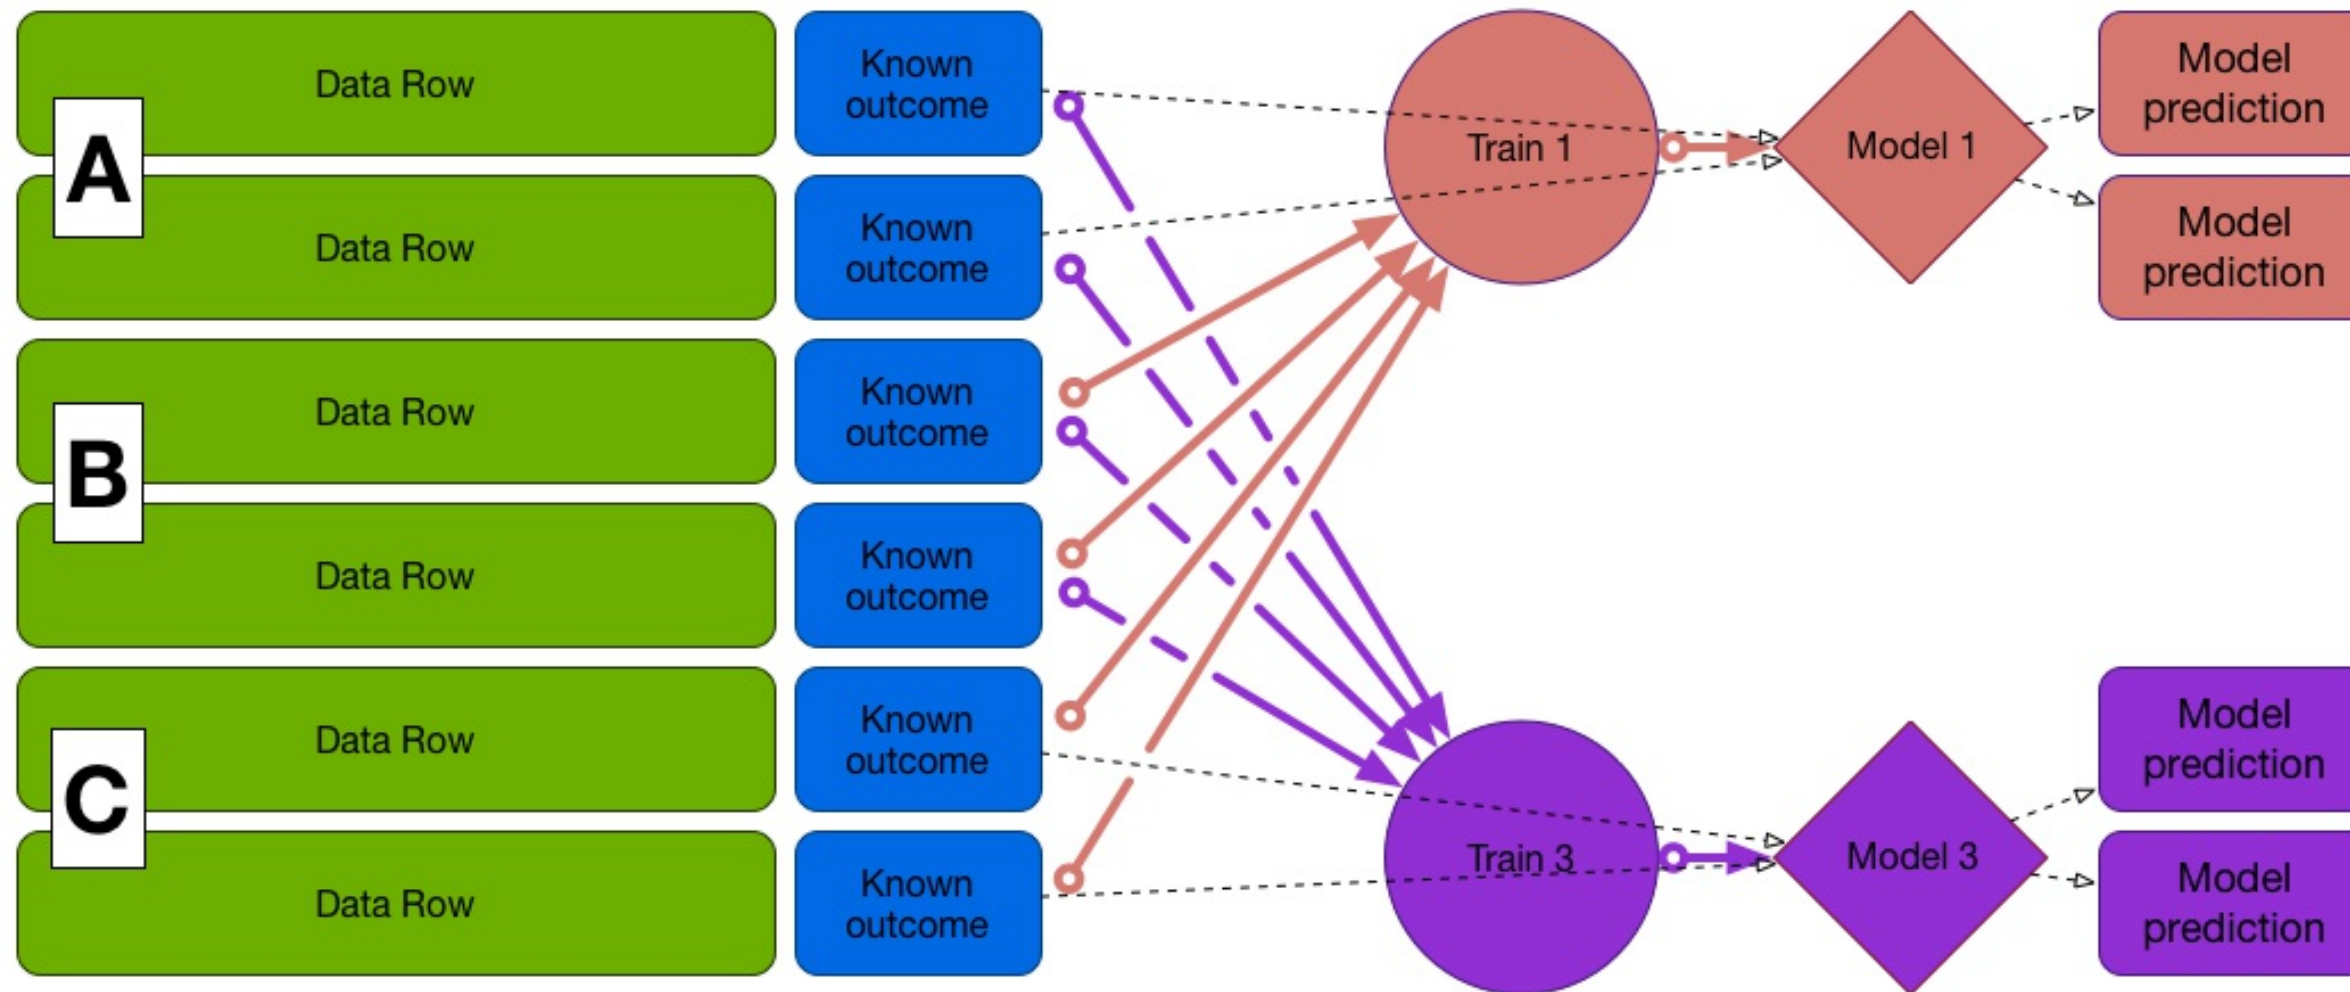 Data Row
Known
outcome
Train 1
Model 1
Model
prediction
A
Data Row
Known
outcome
Model
prediction
Data Row
Known
outcome
B
Data Row
Known
outcome
Data Row
Known
outcome
Model
prediction
C
Train 3
Model 3
Data Row
Known
outcome
Model
prediction